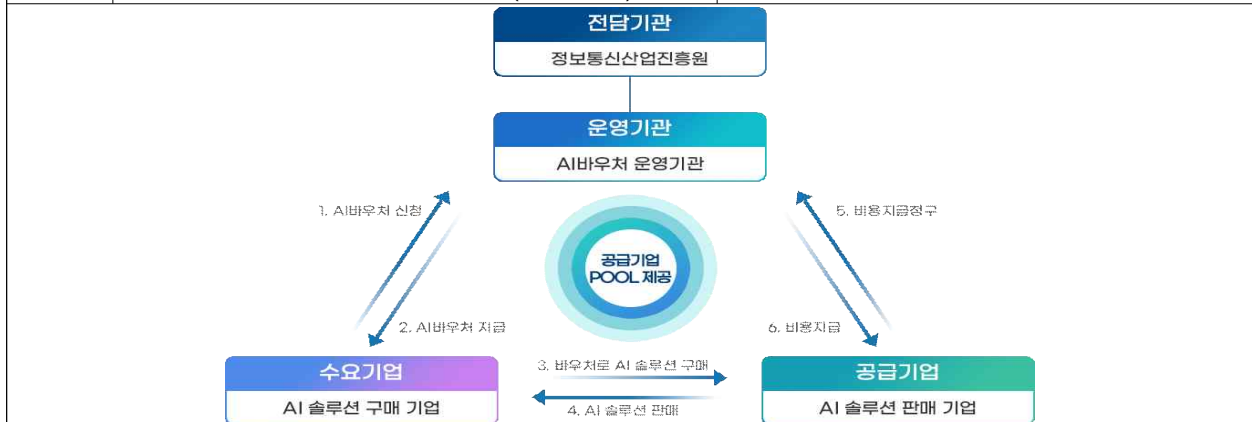 전담기관
정보통신산업진흥원
운영기관
AI바우처 운영기관
1. AI바우처 신청
5. 비용지급청구
공급기업
POOL 제공
2. AI바우처 지급
6. 비용지급
수요기업
3. 바우처로 AI 솔루션 구매
공급기업
AI 솔루션 구매 기업
4. AI 솔루션 판매
AI 솔루션 판매 기업